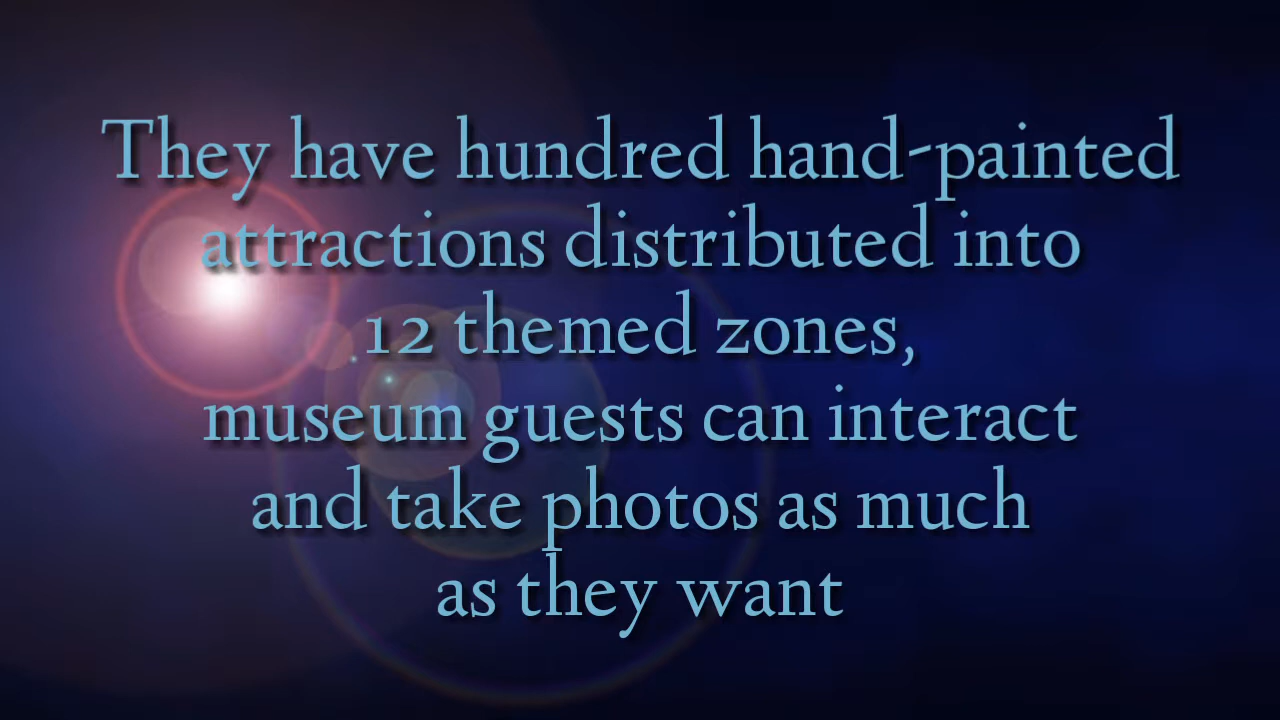 They have hundred hand-painted
attractions distributed into
12 themed zones,
museum guests can interact
and take photos as much
as they want